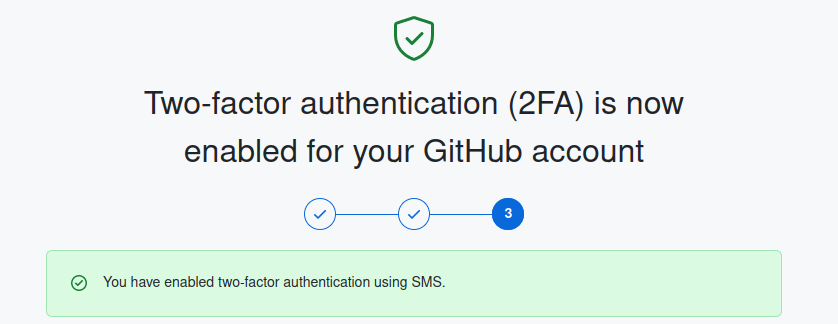 Two-factor authentication (2FA) is now
enabled for your GitHub account
3
You have enabled two-factor authentication using SMS.